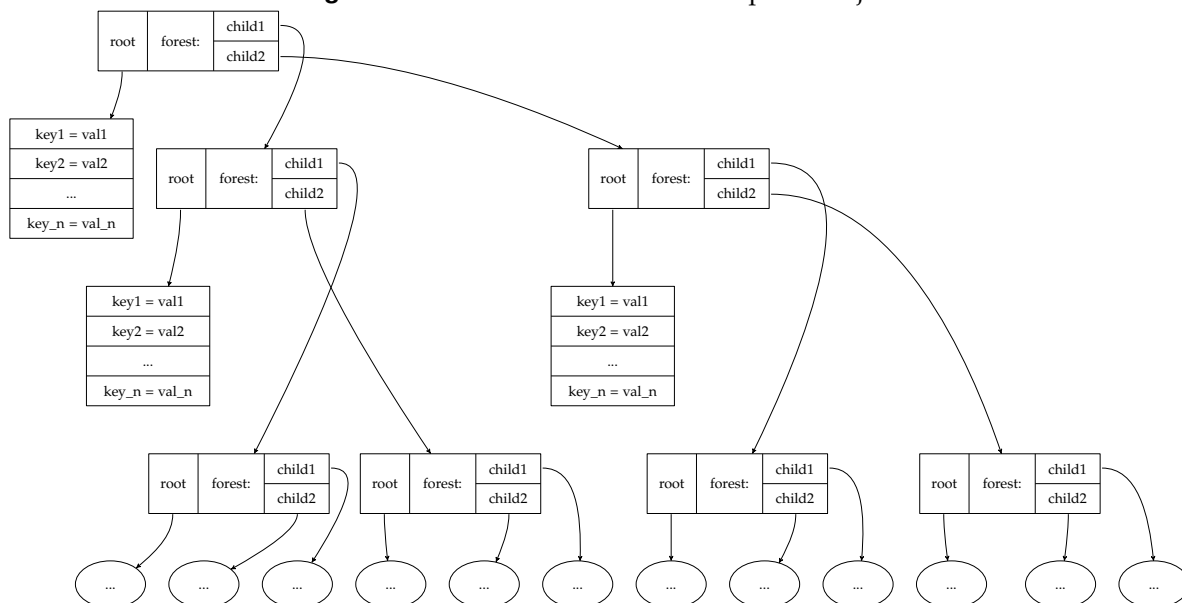 root forest: child1
child2
key1 = val1
key2 = val2
...
key_n = val_n
root forest: child1
child2
root forest: child1
child2
key1 = val1
key2 = val2
...
key_n = val_n
key1 = val1
key2 = val2
...
key_n = val_n
root forest: child1
child2
root forest: child1
child2
root forest: child1
child2
root forest: child1
child2
... ... ... ... ... ... ... ... ... ... ... ...